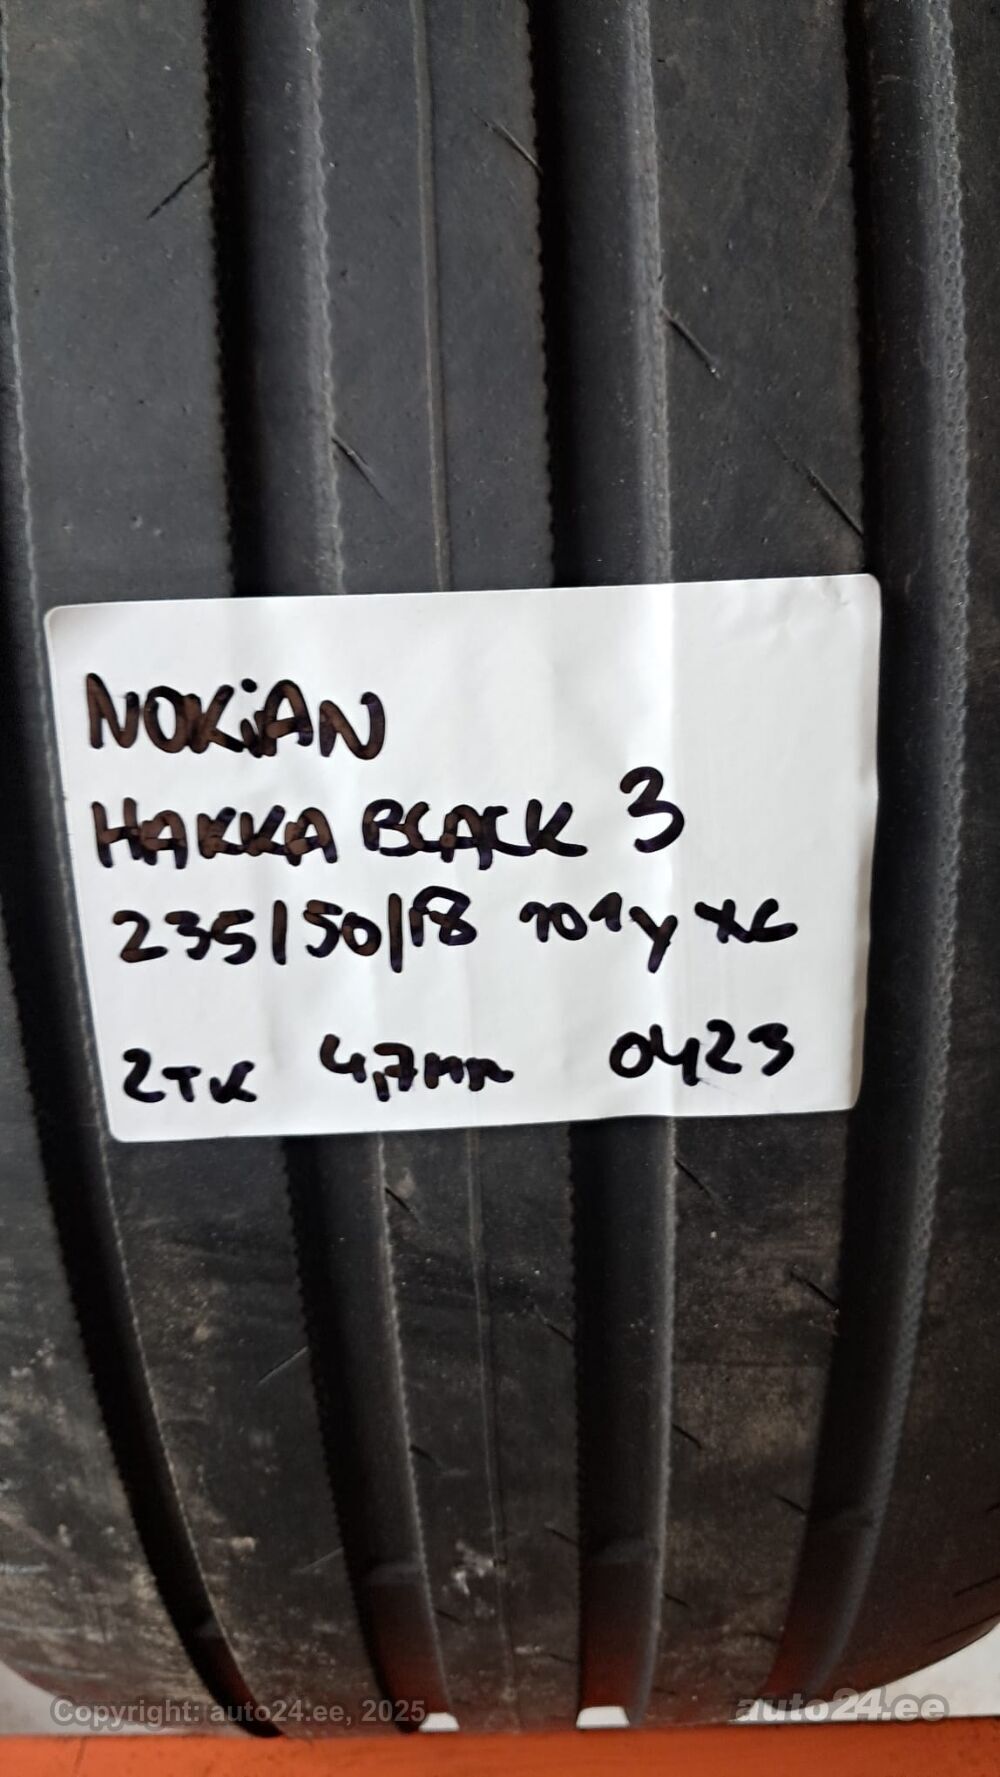 NOKiAN
HAKKA BLACK 3
235/50/18 101y XL
2TK 4,7mm 0423
Copyright: auto24.ee, 2025
auto24.ee